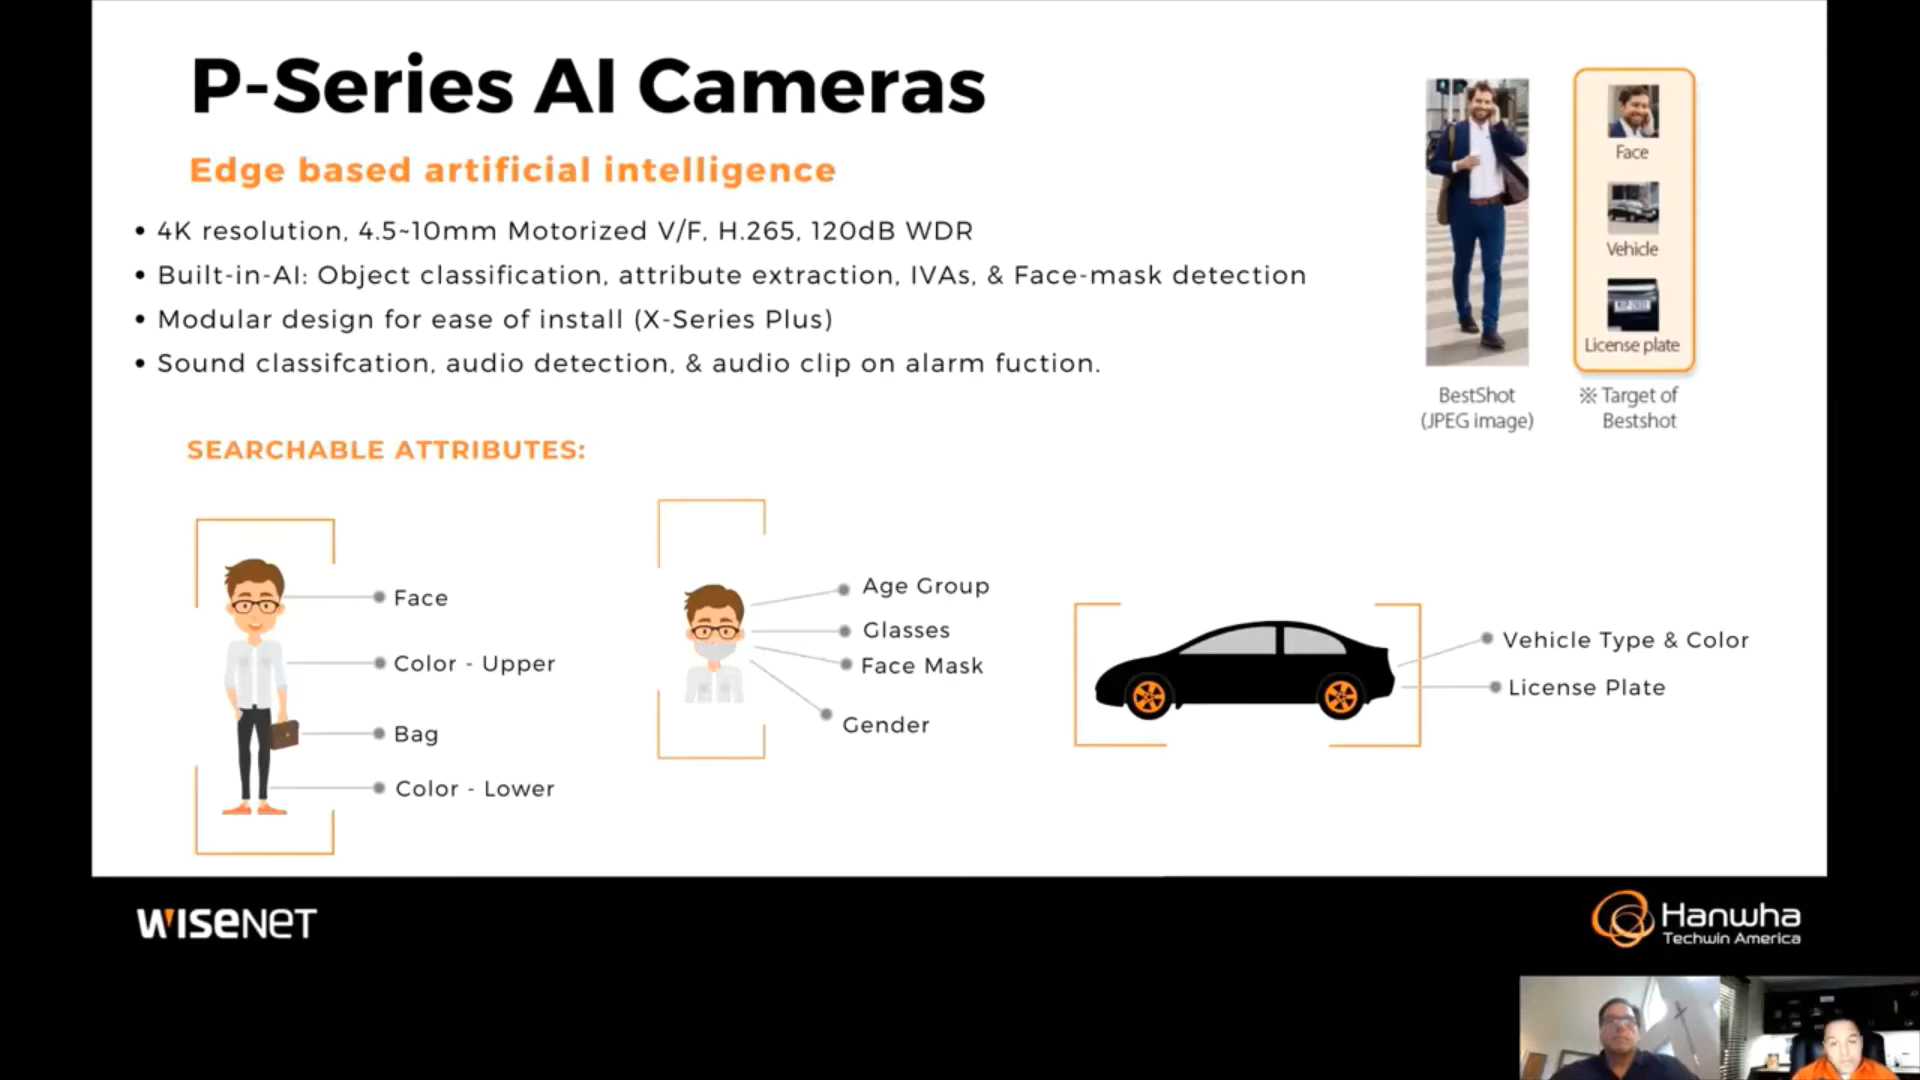 P-Series AI Cameras
Edge based artificial intelligence
• 4K resolution, 4.5~10mm Motorized V/F, H.265, 120dB WDR
• Built-in-AI: Object classification, attribute extraction, IVAs, & Face-mask detection
• Modular design for ease of install (X-Series Plus)
• Sound classifcation, audio detection, & audio clip on alarm fuction.
Face
Vehicle
License plate
BestShot
(JPEG image)
※ Target of
Bestshot
SEARCHABLE ATTRIBUTES:
Face
Color - Upper
Bag
Color - Lower
Age Group
Glasses
Face Mask
Gender
Vehicle Type & Color
License Plate
WISENET
Hanwha
Techwin America